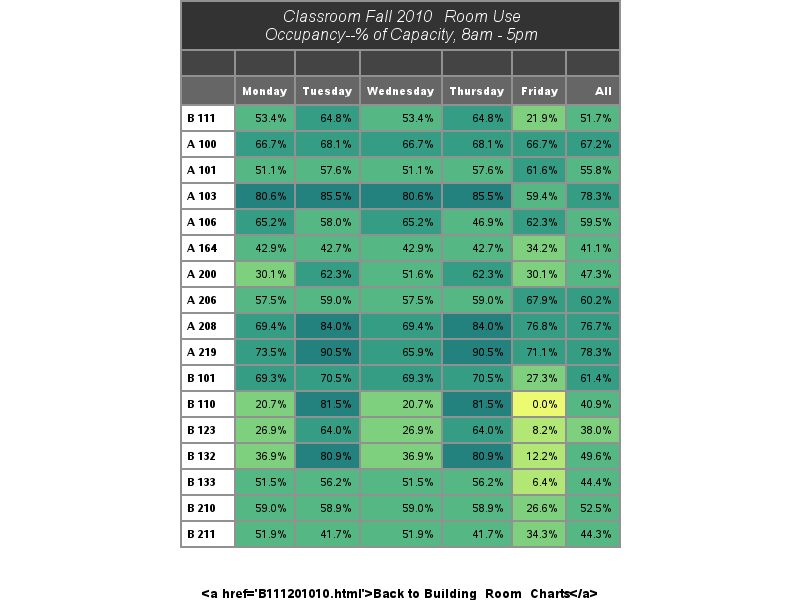 Classroom Fall 2010 Room Use
Occupancy--% of Capacity, 8am - 5pm
Monday Tuesday Wednesday Thursday Friday All
B 111 53.4% 64.8% 53.4% 64.8% 21.9% 51.7%
A 100 66.7% 68.1% 66.7% 68.1% 66.7% 67.2%
A 101 51.1% 57.6% 51.1% 57.6% 61.6% 55.8%
A 103 80.6% 85.5% 80.6% 85.5% 59.4% 78.3%
A 106 65.2% 58.0% 65.2% 46.9% 62.3% 59.5%
A 164 42.9% 42.7% 42.9% 42.7% 34.2% 41.1%
A 200 30.1% 62.3% 51.6% 62.3% 30.1% 47.3%
A 206 57.5% 59.0% 57.5% 59.0% 67.9% 60.2%
A 208 69.4% 84.0% 69.4% 84.0% 76.8% 76.7%
A 219 73.5% 90.5% 65.9% 90.5% 71.1% 78.3%
B 101 69.3% 70.5% 69.3% 70.5% 27.3% 61.4%
B 110 20.7% 81.5% 20.7% 81.5% 0.0% 40.9%
B 123 26.9% 64.0% 26.9% 64.0% 8.2% 38.0%
B 132 36.9% 80.9% 36.9% 80.9% 12.2% 49.6%
B 133 51.5% 56.2% 51.5% 56.2% 6.4% 44.4%
B 210 59.0% 58.9% 59.0% 58.9% 26.6% 52.5%
B 211 51.9% 41.7% 51.9% 41.7% 34.3% 44.3%
<a href='B111201010.html'>Back to Building Room Charts</a>